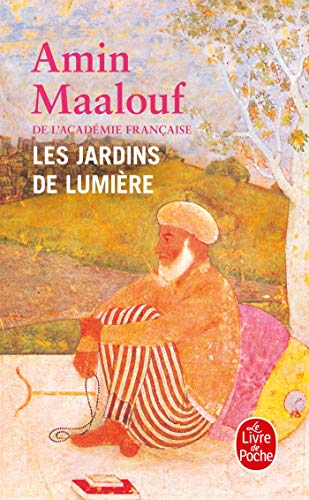 Amin
Maalouf
DE L'ACADÉMIE FRANÇAISE
LES JARDINS
DE LUMIÈRE
Le
Livre
de
Poche